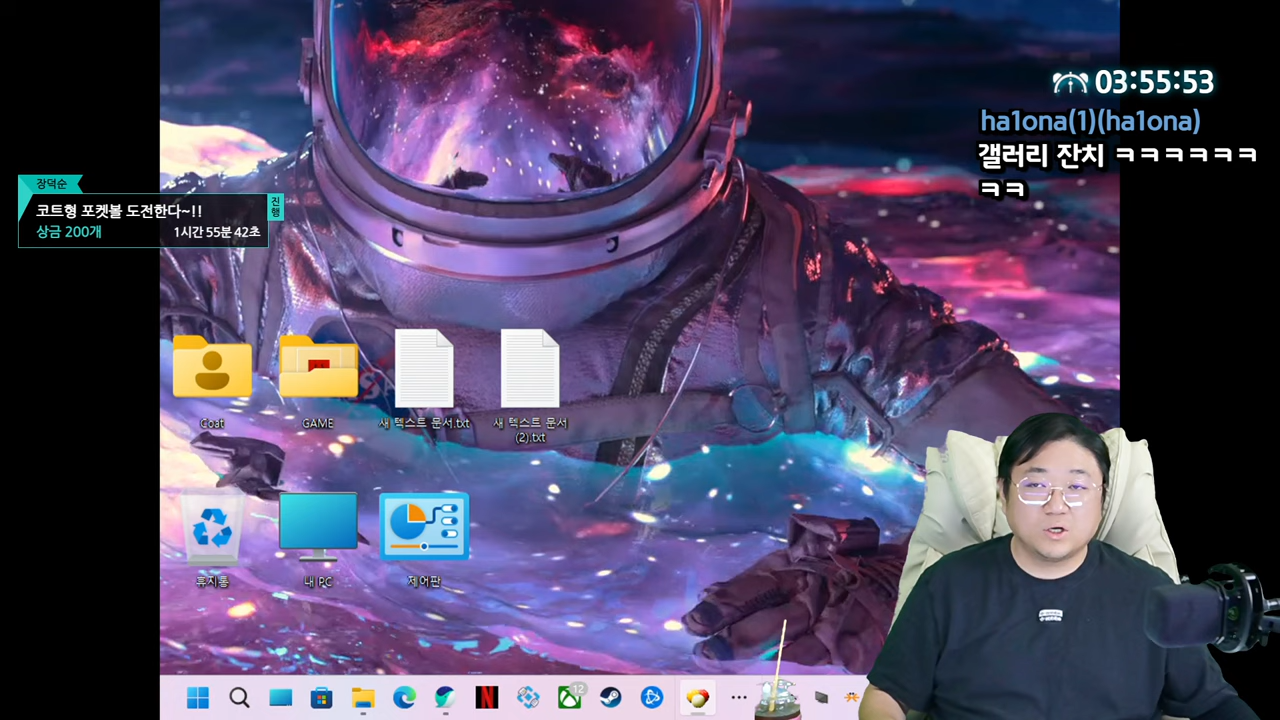 03:55:53
ha1ona(1)(ha1ona)
갤러리 잔치 ㅋㅋㅋㅋㅋㅋ
ㅋㅋ
장덕순
코트형 포켓볼 도전한다~!!
진행
상금 200개
1시간 55분 42초
Coat
GAME
새 텍스트 문서.txt
새 텍스트 문서
(2).txt
휴지통
내 PC
제어판
N
12